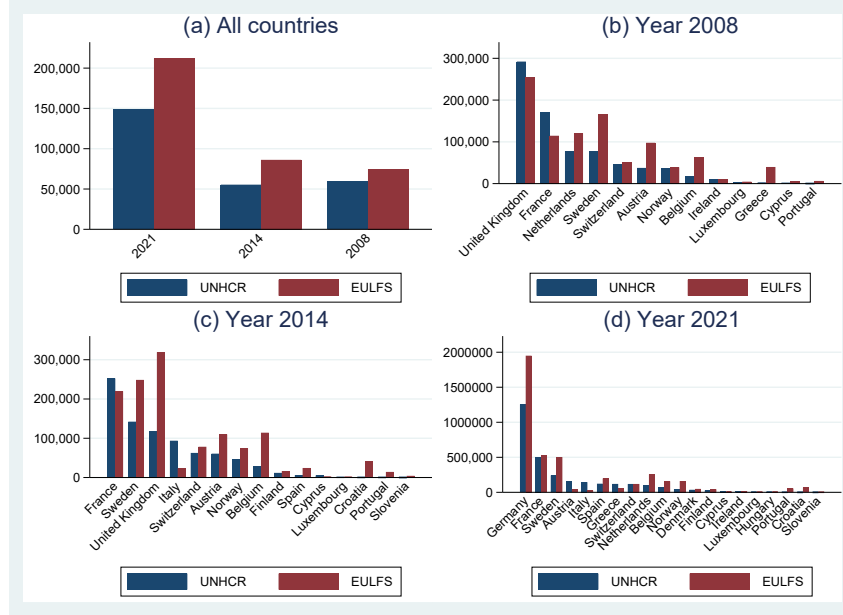 (a) All countries
200,000
150,000
100,000
50,000
0
2021
2014
2008
UNHCR
EULFS
(b) Year 2008
300,000
200,000
100,000
0
United Kingdom
France
Netherlands
Sweden
Switzerland
Austria
Norway
Belgium
Ireland
Luxembourg
Greece
Cyprus
Portugal
UNHCR
EULFS
(c) Year 2014
300,000
200,000
100,000
0
France
Sweden
United Kingdom
Italy
Switzerland
Austria
Norway
Belgium
Finland
Spain
Cyprus
Luxembourg
Croatia
Portugal
Slovenia
UNHCR
EULFS
(d) Year 2021
2000000
1500000
1000000
500000
0
Germany
France
Sweden
Austria
Italy
Spain
Greece
Switzerland
Netherlands
Belgium
Norway
Denmark
Finland
Cyprus
Ireland
Luxembourg
Hungary
Portugal
Croatia
Slovenia
UNHCR
EULFS